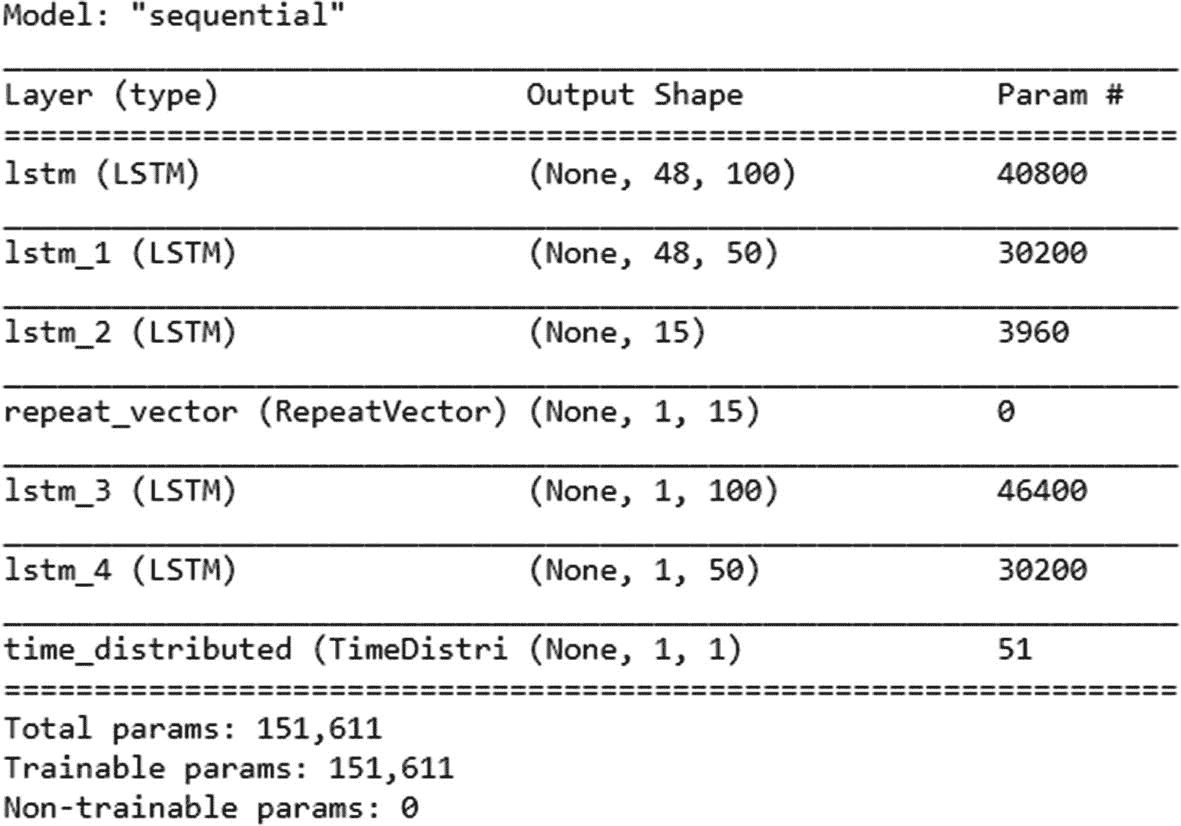 Model: "sequential"
Layer (type) Output Shape Param #
=================================================================
lstm (LSTM) (None, 48, 100) 40800
lstm_1 (LSTM) (None, 48, 50) 30200
lstm_2 (LSTM) (None, 15) 3960
repeat_vector (RepeatVector) (None, 1, 15) 0
lstm_3 (LSTM) (None, 1, 100) 46400
lstm_4 (LSTM) (None, 1, 50) 30200
time_distributed (TimeDistri (None, 1, 1) 51
=================================================================
Total params: 151,611
Trainable params: 151,611
Non-trainable params: 0